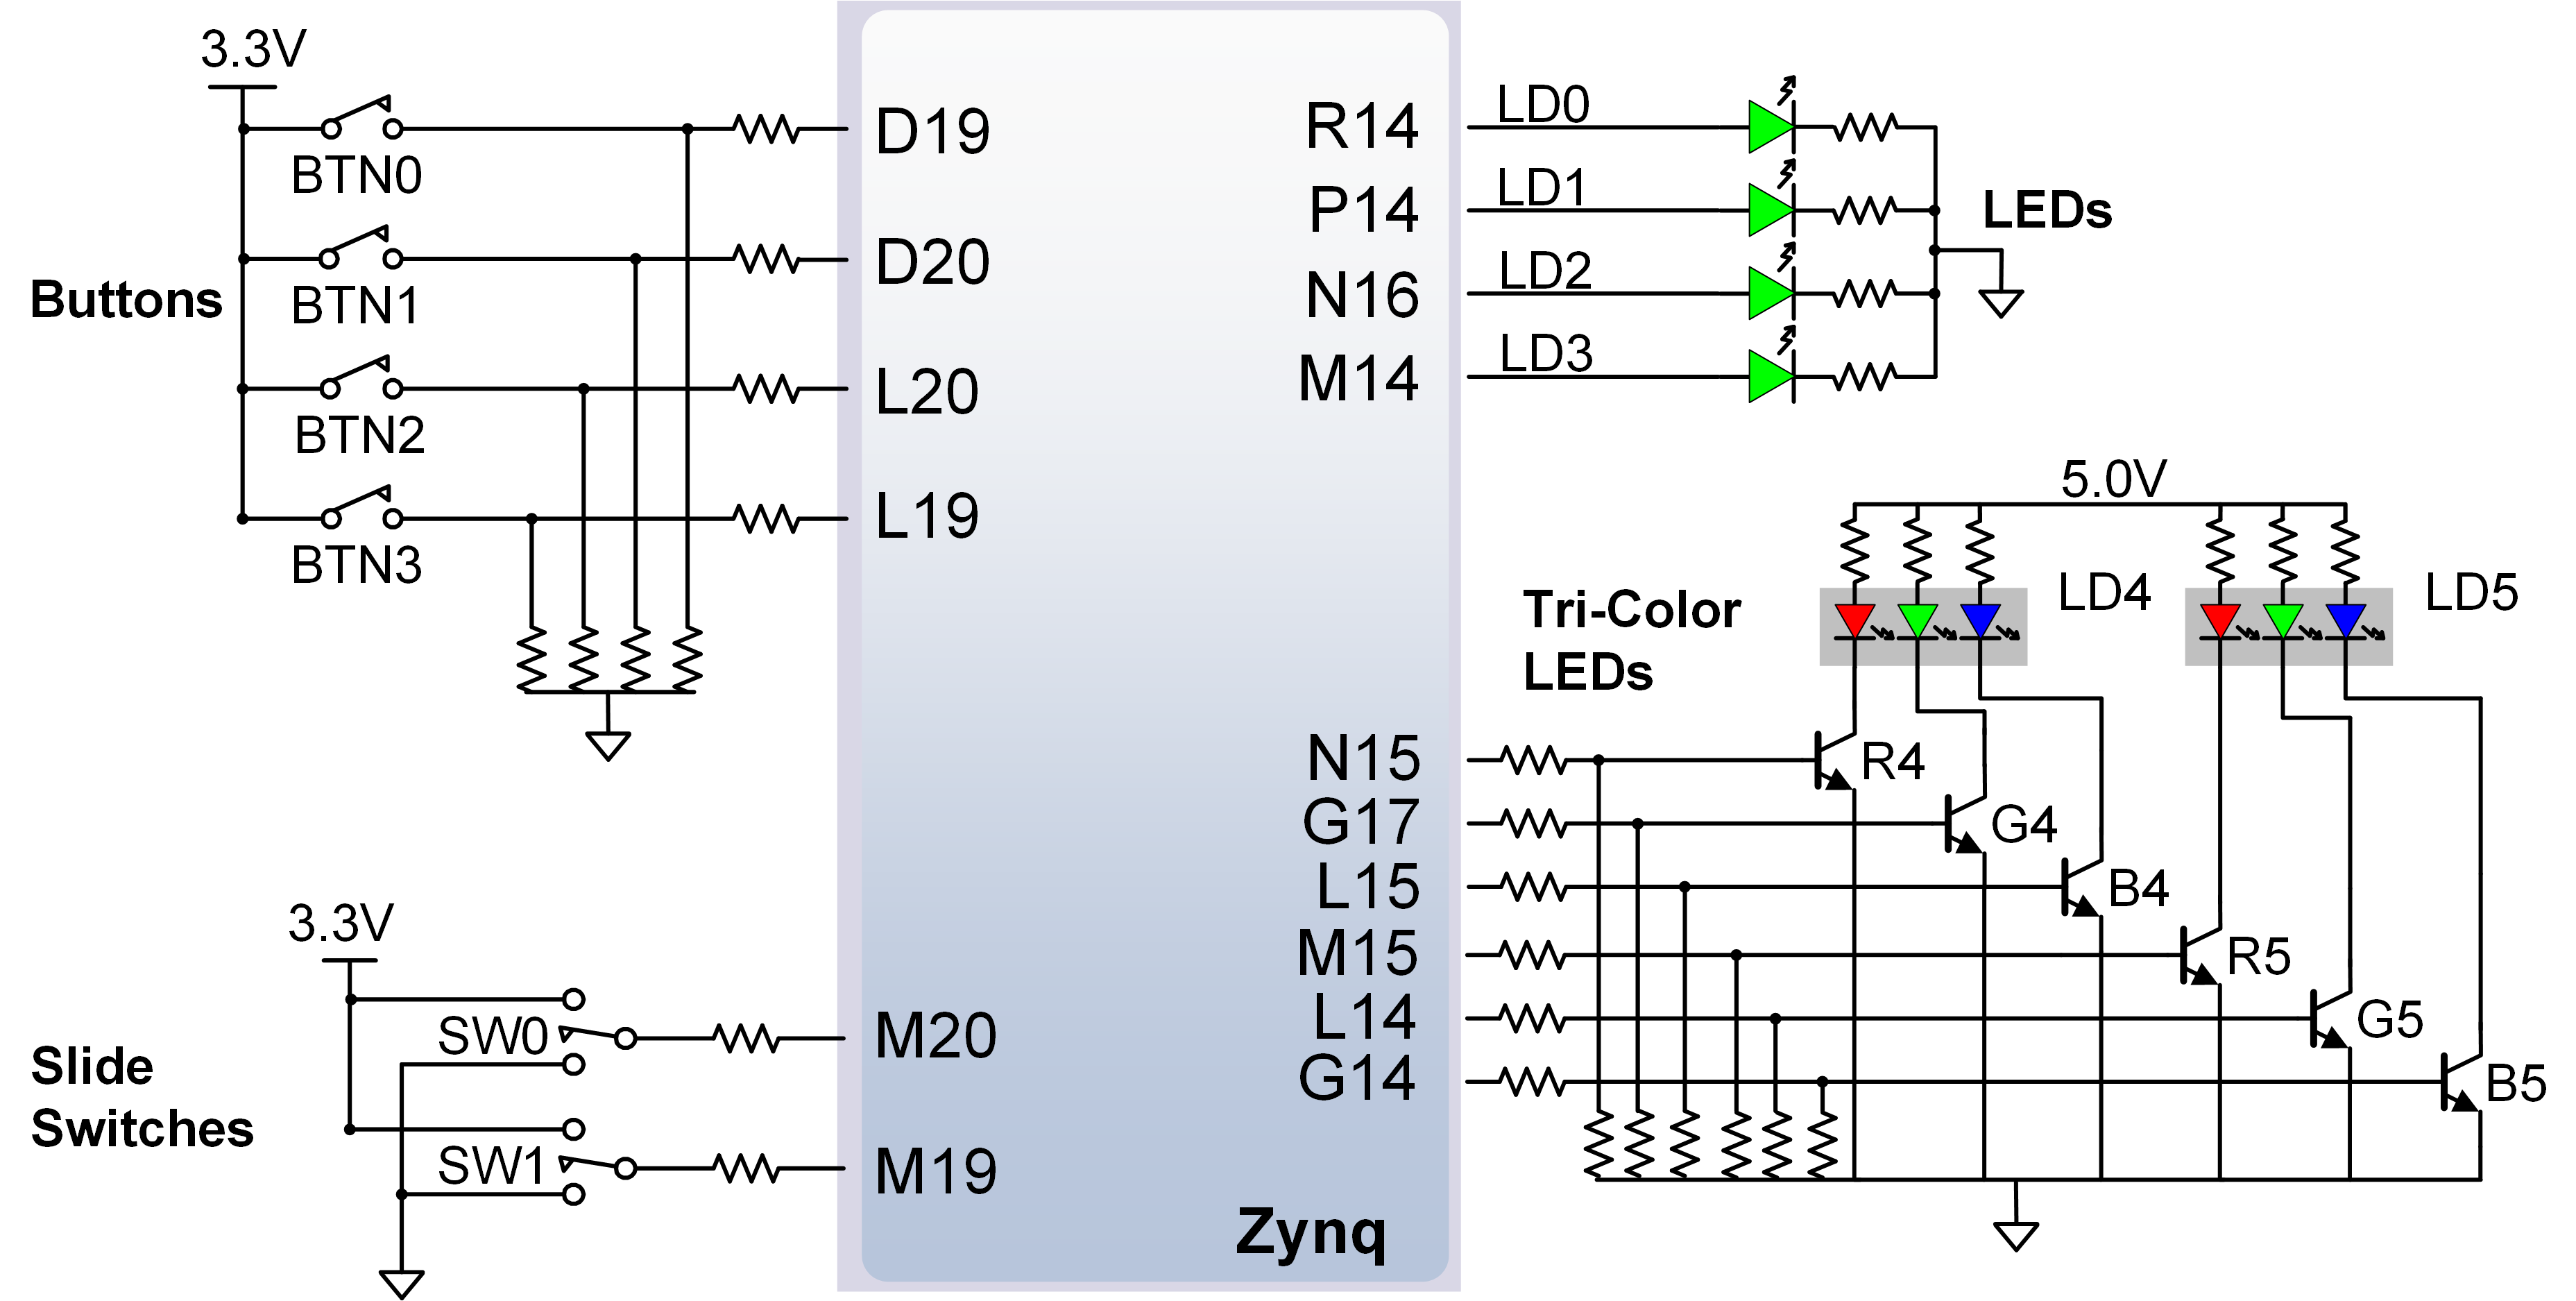 3.3V
BTN0
BTN1
Buttons
BTN2
BTN3
3.3V
SW0
Slide
Switches
SW1
D19
D20
L20
L19
M20
M19
R14
P14
N16
M14
N15
G17
L15
M15
L14
G14
Zynq
LD0
LD1
LEDs
LD2
LD3
5.0V
LD4
LD5
Tri-Color
LEDs
R4
G4
B4
R5
G5
B5